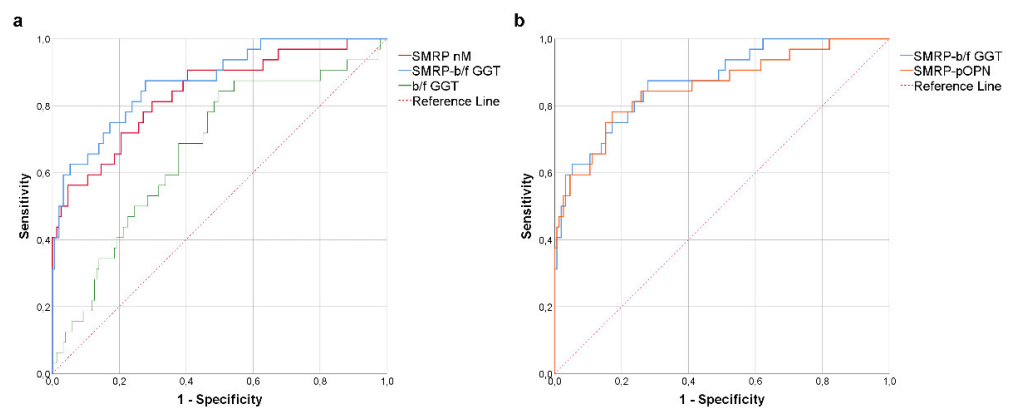 a
1,0
0,8
0,6
0,4
0,2
0,0
Sensitivity
0,0 0,2 0,4 0,6 0,8 1,0
1 - Specificity
SMRP nM
SMRP-b/f GGT
b/f GGT
Reference Line
b
1,0
0,8
0,6
0,4
0,2
0,0
Sensitivity
0,0 0,2 0,4 0,6 0,8 1,0
1 - Specificity
SMRP-b/f GGT
SMRP-pOPN
Reference Line